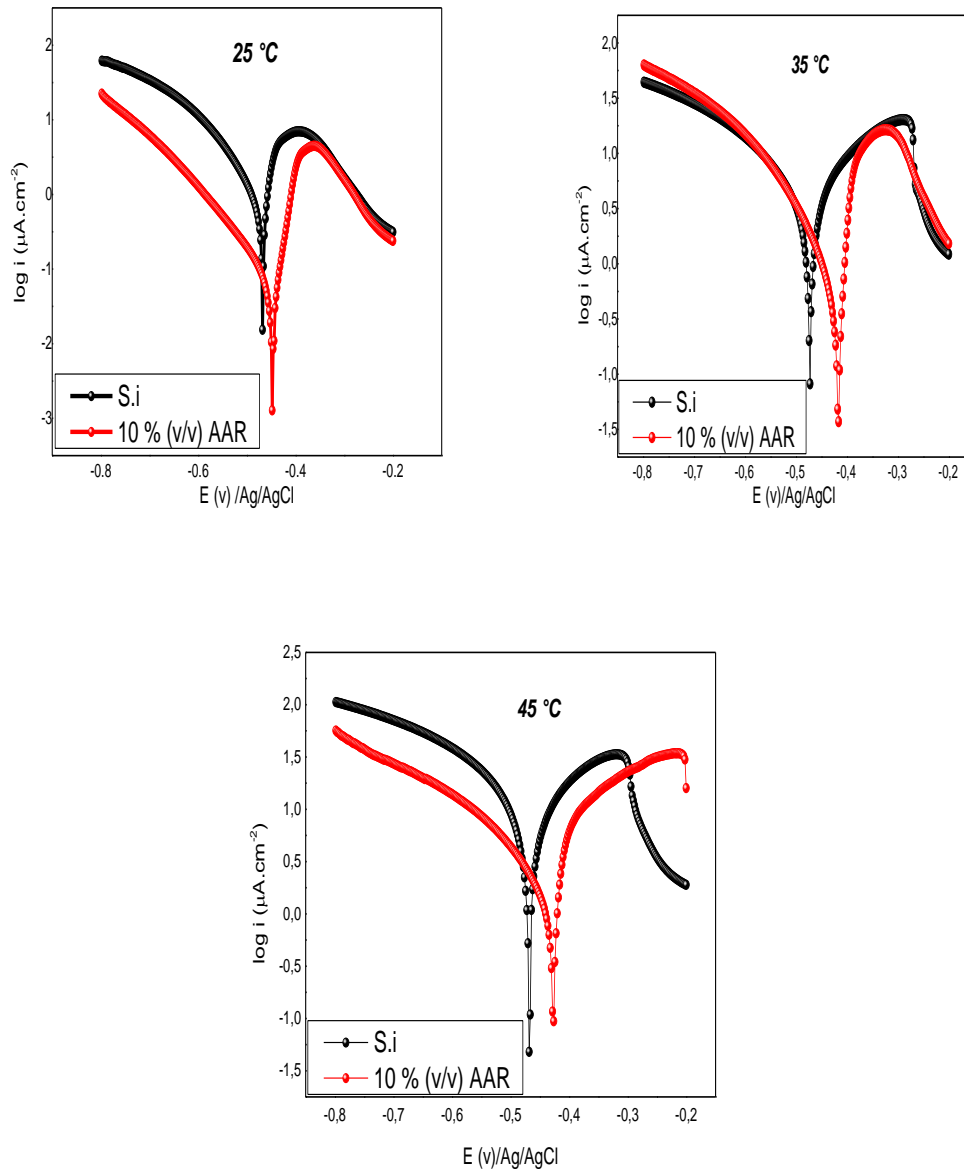 25 °C
log i (µA.cm⁻²)
2
1
0
-1
-2
-3
S.i
10 % (v/v) AAR
-0.8
-0.6
-0.4
-0.2
E (v) /Ag/AgCl
35 °C
log i (µA.cm⁻²)
2,0
1,5
1,0
0,5
0,0
-0,5
-1,0
-1,5
S.i
10 % (v/v) AAR
-0,8
-0,7
-0,6
-0,5
-0,4
-0,3
-0,2
E (v)/Ag/AgCl
45 °C
log i (µA.cm⁻²)
2,5
2,0
1,5
1,0
0,5
0,0
-0,5
-1,0
-1,5
S.i
10 % (v/v) AAR
-0,8
-0,7
-0,6
-0,5
-0,4
-0,3
-0,2
E (v)/Ag/AgCl